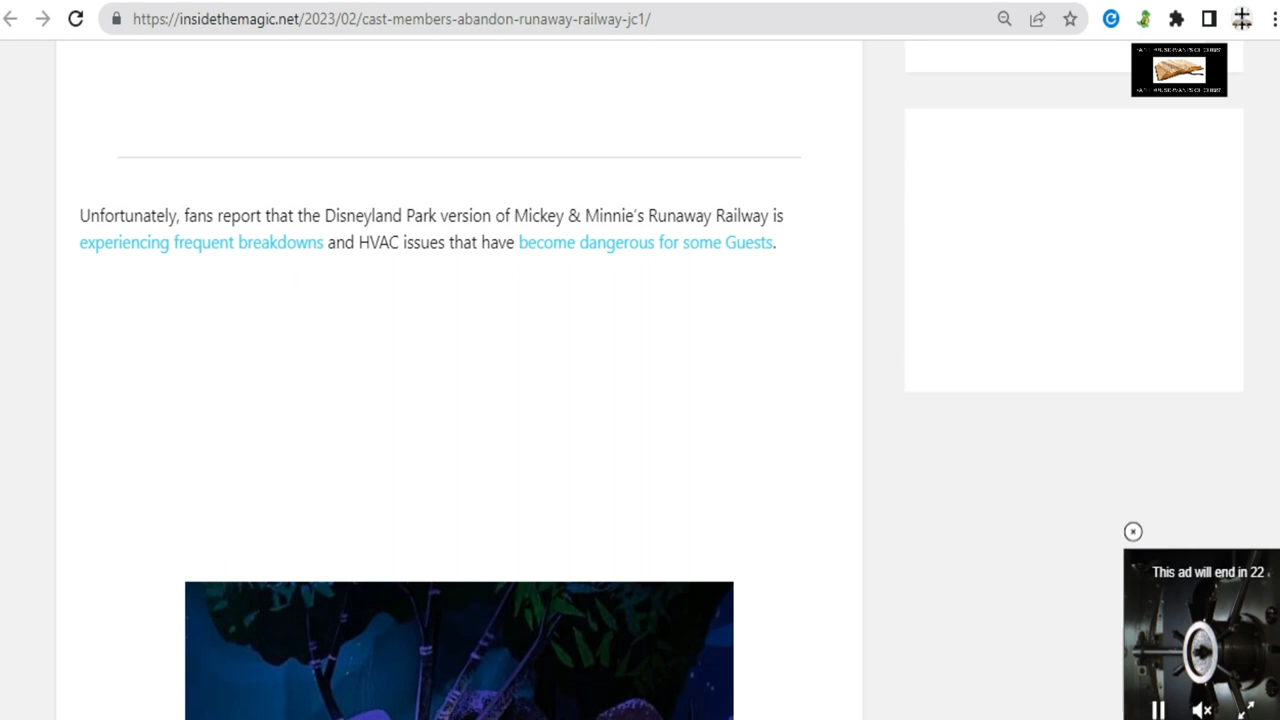 https://insidethemagic.net/2023/02/cast-members-abandon-runaway-railway-jc1/
Unfortunately, fans report that the Disneyland Park version of Mickey & Minnie's Runaway Railway is
experiencing frequent breakdowns and HVAC issues that have become dangerous for some Guests.
This ad will end in 22